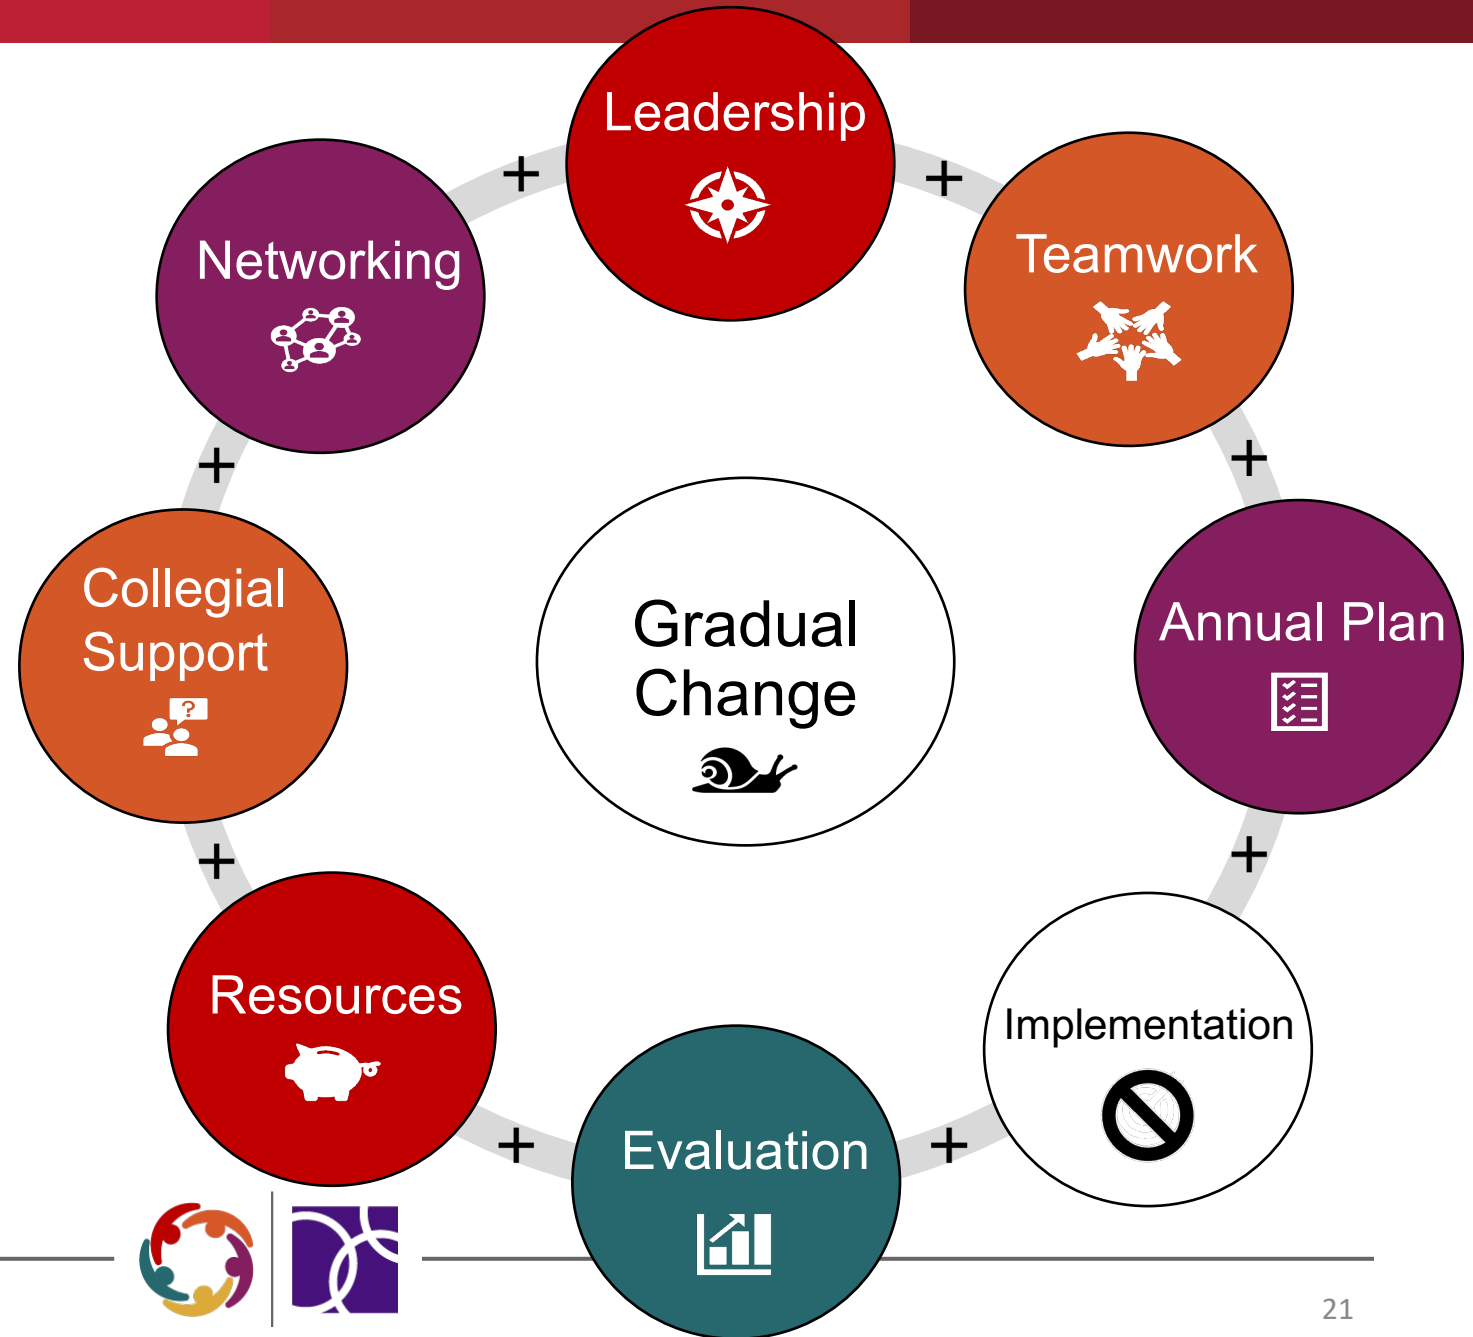 Leadership
+
Teamwork
+
Annual Plan
+
Implementation
+
Evaluation
+
Resources
+
Collegial
Support
?
+
Networking
+
Gradual
Change
21